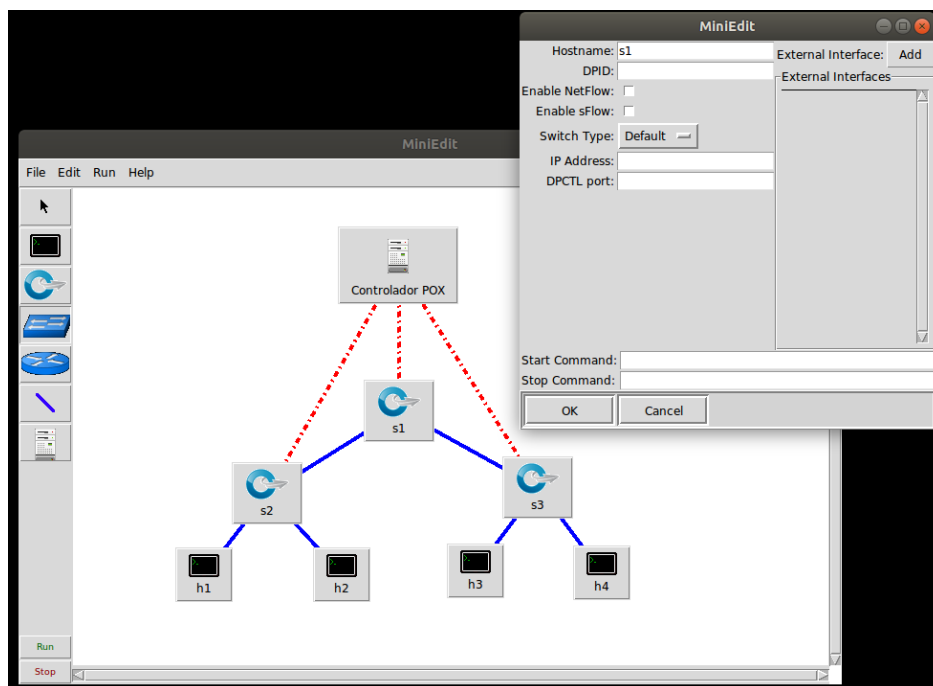 MiniEdit
Hostname: s1
External Interface: Add
DPID:
External Interfaces
Enable NetFlow:
Enable sFlow:
Switch Type: Default
IP Address:
DPCTL port:
Start Command:
Stop Command:
OK Cancel
MiniEdit
File Edit Run Help
Controlador POX
s1
s2
s3
h1
h2
h3
h4
Run
Stop